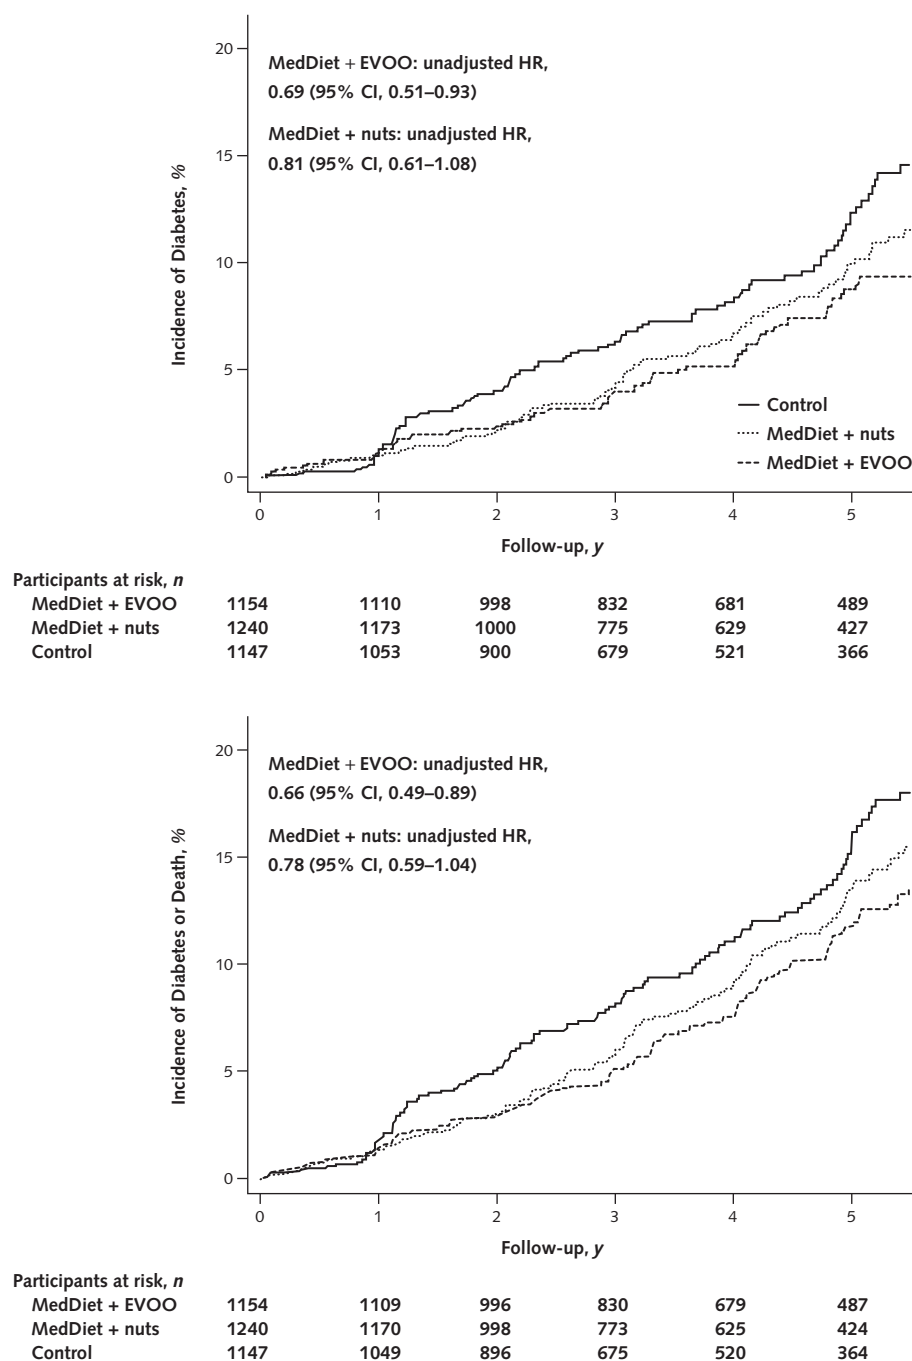 20
15
10
5
0
Incidence of Diabetes, %
MedDiet + EVOO: unadjusted HR,
0.69 (95% CI, 0.51–0.93)
MedDiet + nuts: unadjusted HR,
0.81 (95% CI, 0.61–1.08)
Control
MedDiet + nuts
MedDiet + EVOO
0 1 2 3 4 5
Follow-up, y
Participants at risk, n
MedDiet + EVOO 1154 1110 998 832 681 489
MedDiet + nuts 1240 1173 1000 775 629 427
Control 1147 1053 900 679 521 366
20
15
10
5
0
Incidence of Diabetes or Death, %
MedDiet + EVOO: unadjusted HR,
0.66 (95% CI, 0.49–0.89)
MedDiet + nuts: unadjusted HR,
0.78 (95% CI, 0.59–1.04)
0 1 2 3 4 5
Follow-up, y
Participants at risk, n
MedDiet + EVOO 1154 1109 996 830 679 487
MedDiet + nuts 1240 1170 998 773 625 424
Control 1147 1049 896 675 520 364